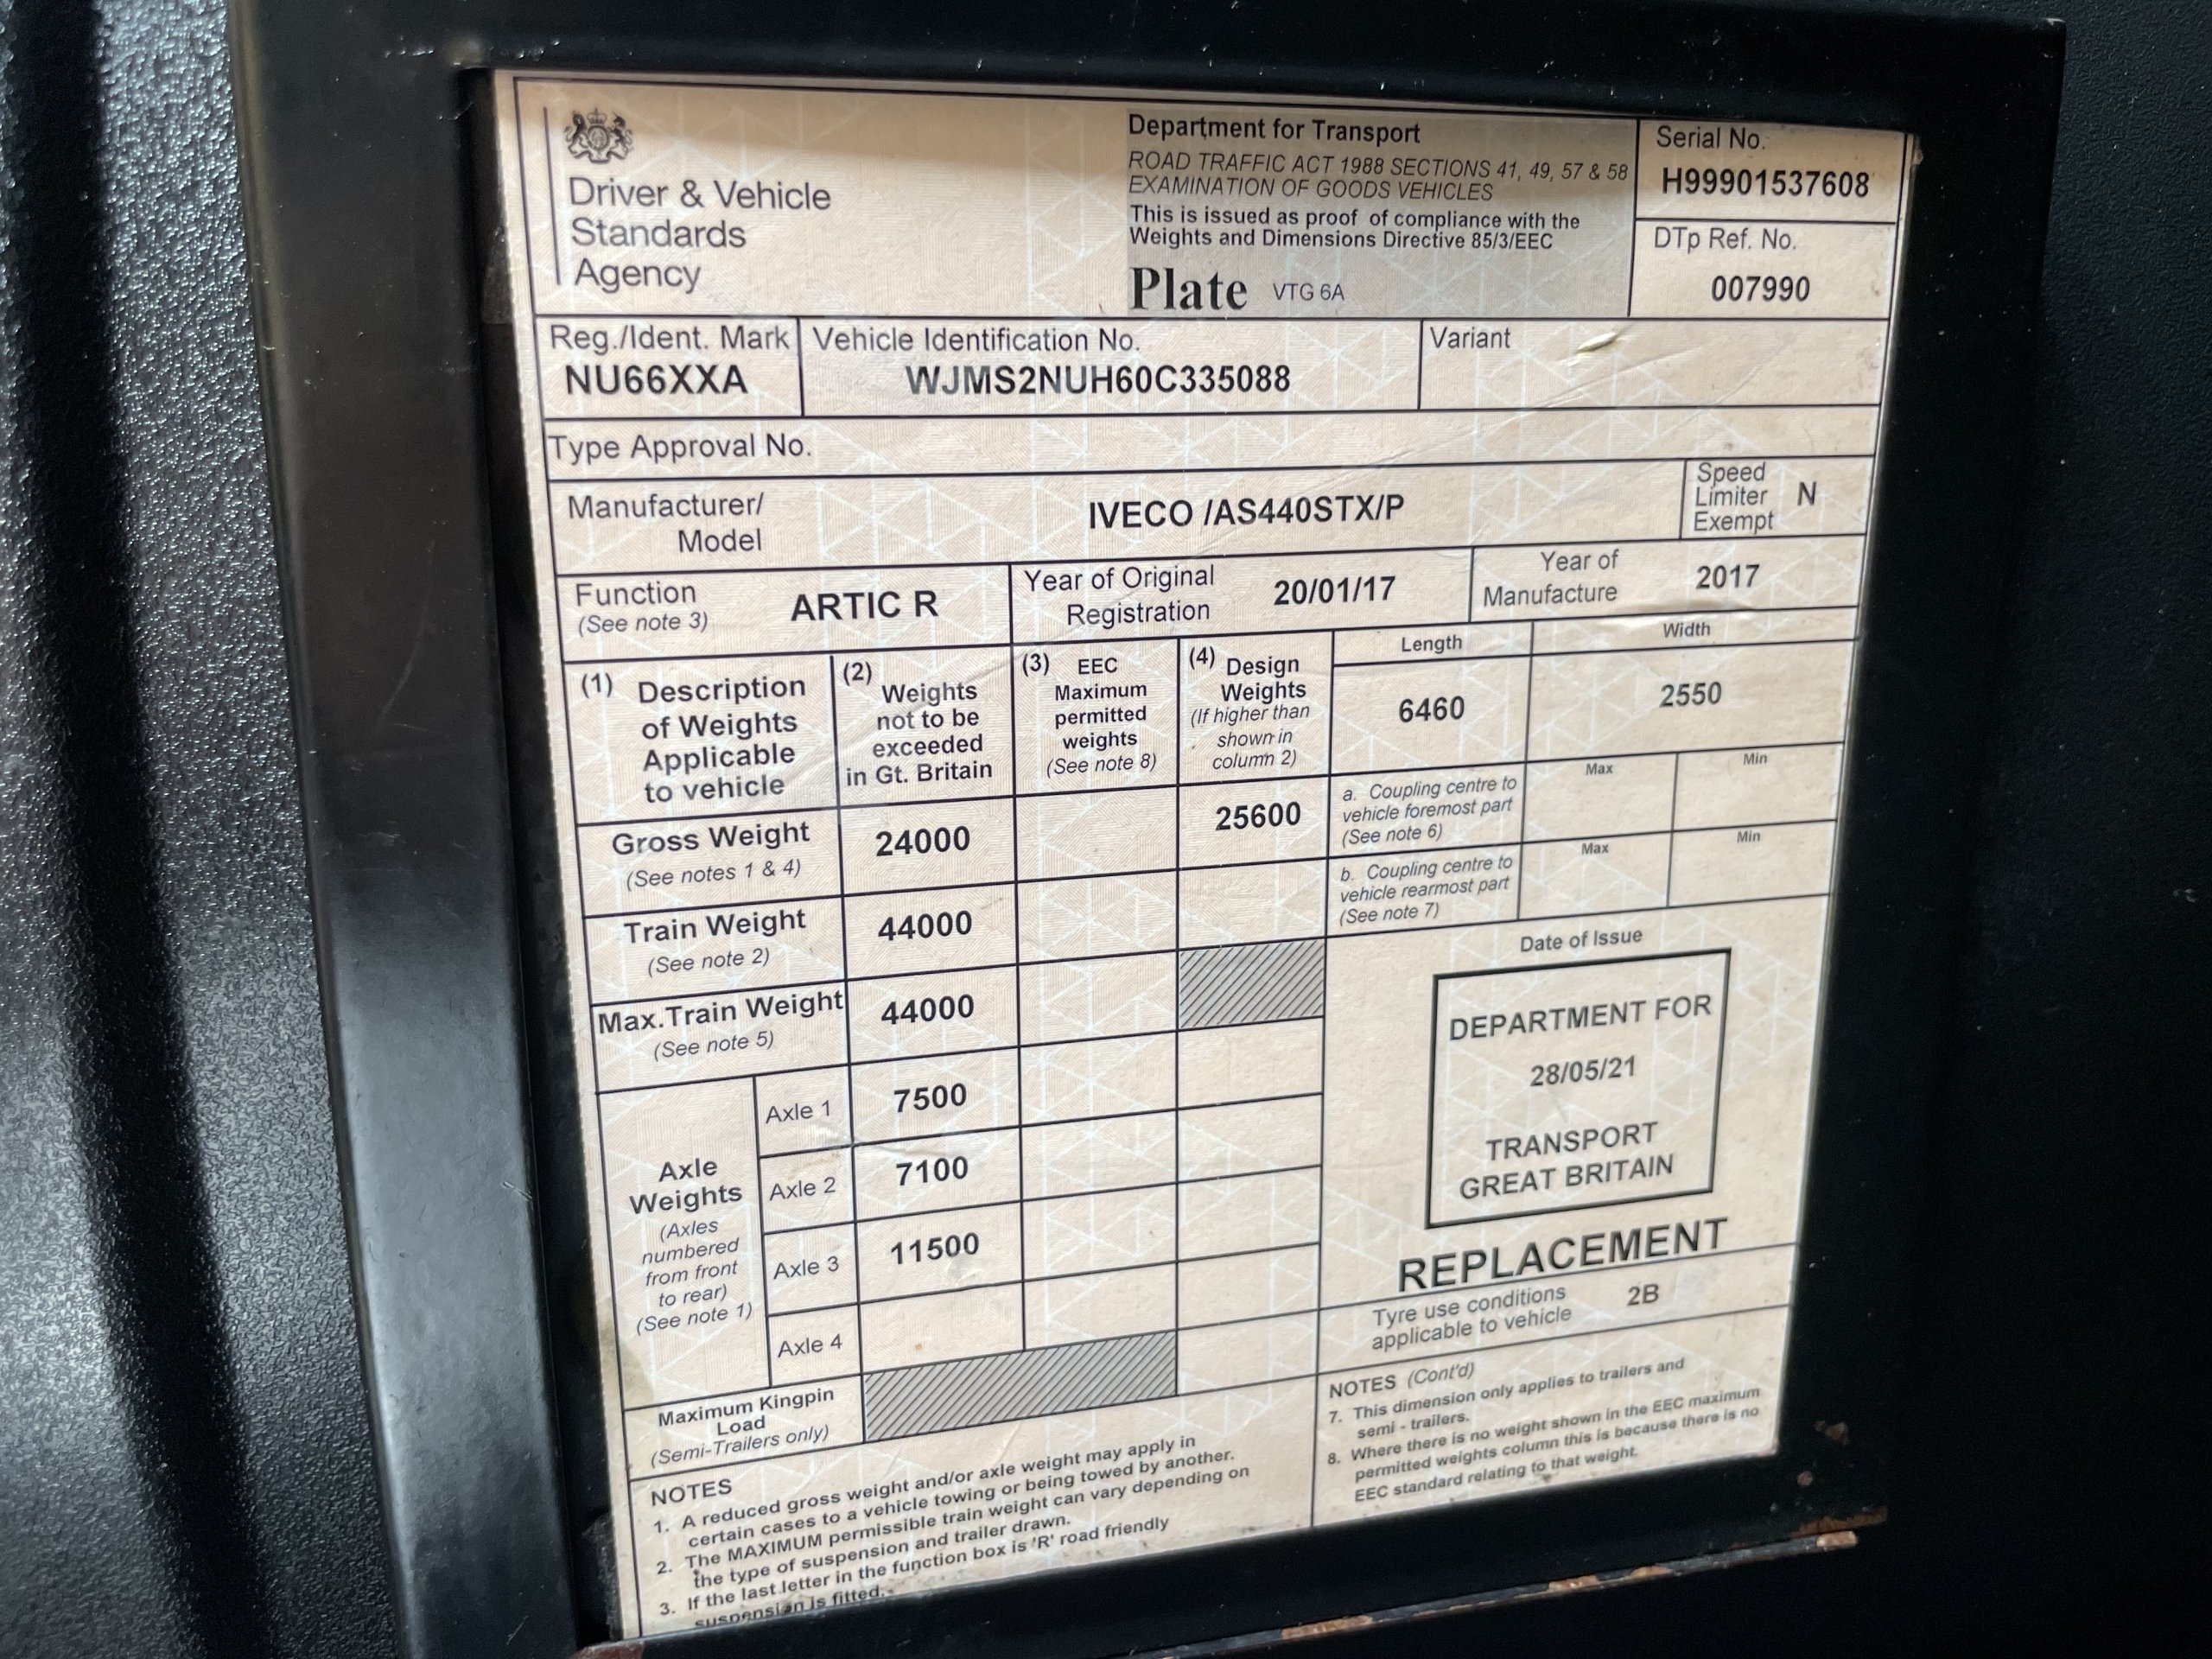 Driver & Vehicle
Standards
Agency
Department for Transport
ROAD TRAFFIC ACT 1988 SECTIONS 41, 49, 57 & 58
EXAMINATION OF GOODS VEHICLES
This is issued as proof of compliance with the
Weights and Dimensions Directive 85/3/EEC
Plate VTG 6A
Serial No.
H99901537608
DTp Ref. No.
007990
Reg./Ident. Mark
NU66XXA
Vehicle Identification No.
WJMS2NUH60C335088
Variant
Type Approval No.
Manufacturer/
Model
IVECO /AS440STX/P
Speed
Limiter
Exempt
N
Function
(See note 3)
ARTIC R
Year of Original
Registration
20/01/17
Year of
Manufacture
2017
(1) Description
of Weights
Applicable
to vehicle
(2) Weights
not to be
exceeded
in Gt. Britain
(3) EEC
Maximum
permitted
weights
(See note 8)
(4) Design
Weights
(If higher than
shown in
column 2)
Length
6460
Width
2550
Gross Weight
(See notes 1 & 4)
24000
25600
a. Coupling centre to
vehicle foremost part
(See note 6)
Max
Min
Train Weight
(See note 2)
44000
b. Coupling centre to
vehicle rearmost part
(See note 7)
Max
Min
Max.Train Weight
(See note 5)
44000
Axle
Weights
(Axles
numbered
from front
to rear)
(See note 1)
Axle 1
7500
Axle 2
7100
Axle 3
11500
Axle 4
Maximum Kingpin
Load
(Semi-Trailers only)
Date of Issue
DEPARTMENT FOR
28/05/21
TRANSPORT
GREAT BRITAIN
REPLACEMENT
Tyre use conditions
applicable to vehicle
2B
NOTES
1. A reduced gross weight and/or axle weight may apply in
certain cases to a vehicle towing or being towed by another.
2. The MAXIMUM permissible train weight can vary depending on
the type of suspension and trailer drawn.
3. If the last letter in the function box is 'R' road friendly
suspension is fitted.
NOTES (Cont'd)
7. This dimension only applies to trailers and
semi - trailers.
8. Where there is no weight shown in the EEC maximum
permitted weights column this is because there is no
EEC standard relating to that weight.